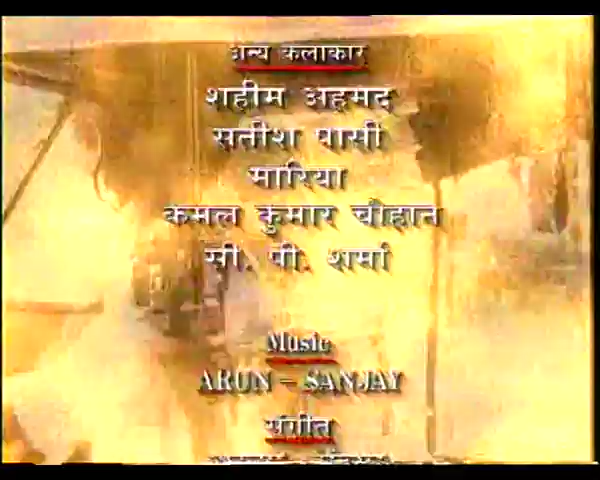 अन्य कलाकार
शहीम अहमद
सतीश पासी
मारिया
कमल कुमार चौहान
सी. पी. शर्मा
Music
ARUN - SANJAY
संगीत